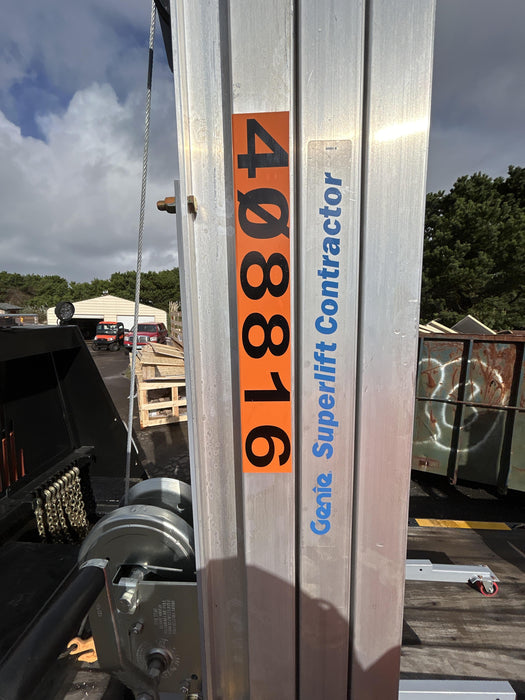 4Ø8816
Genie Superlift Contractor